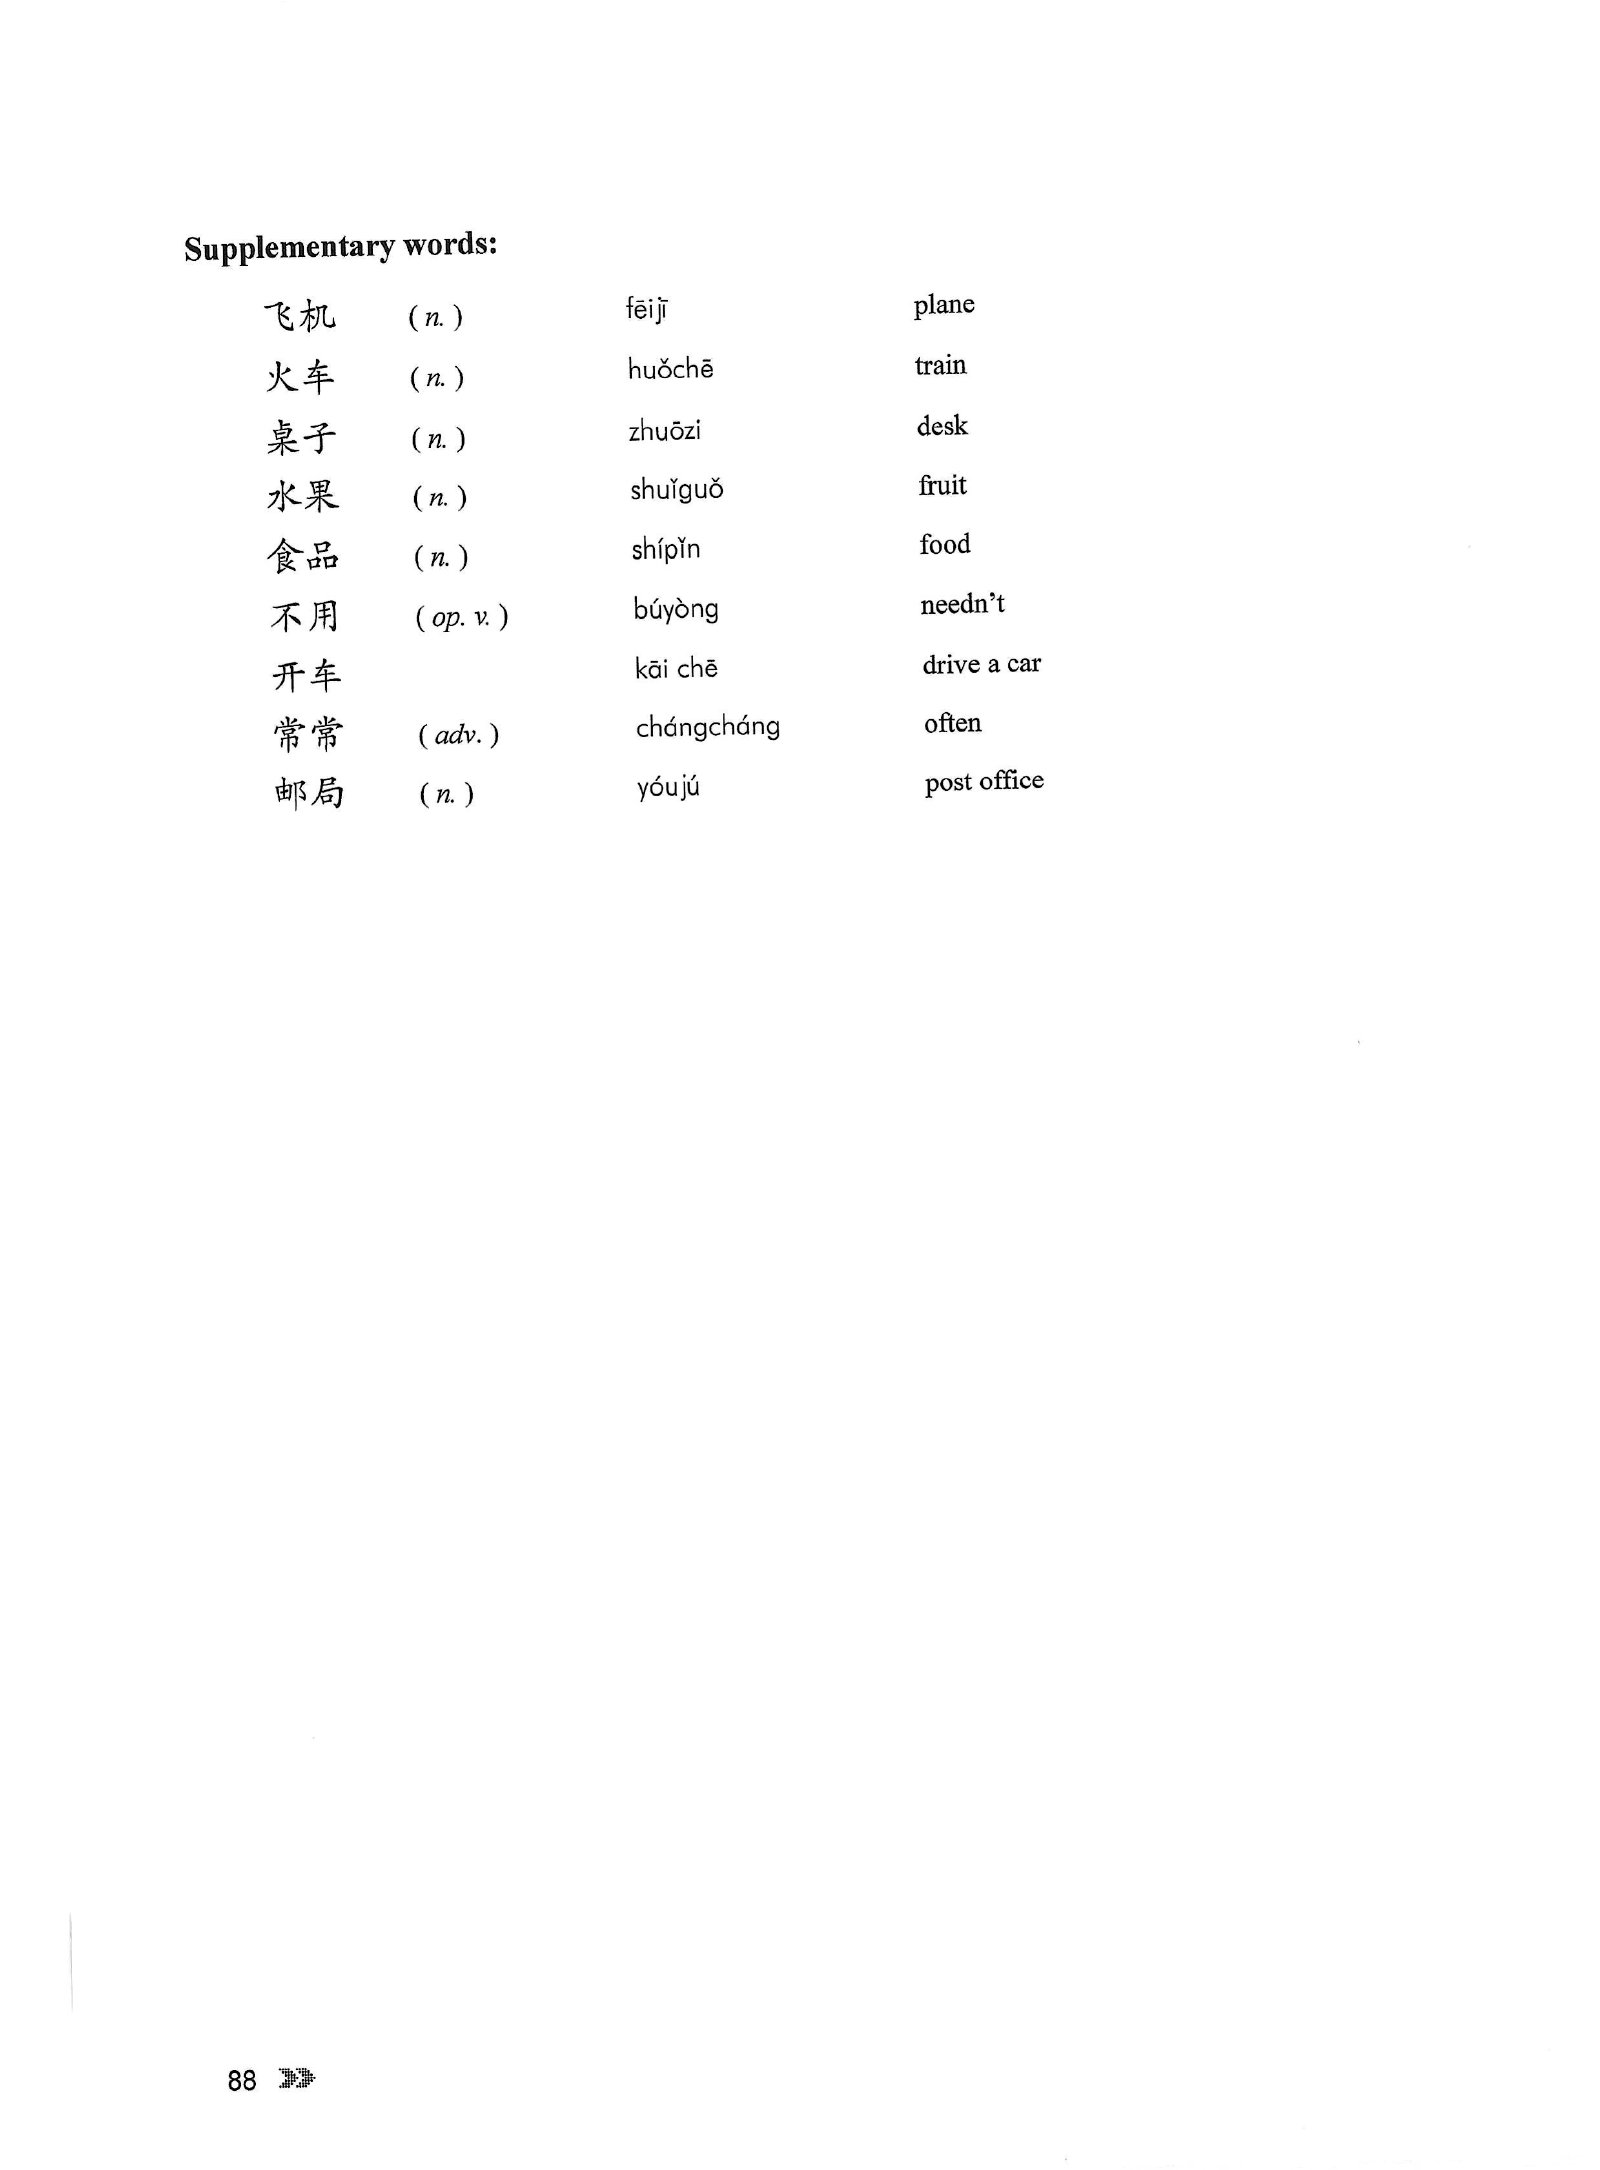 Supplementary words:
飞机 (n.) fēijī plane
火车 (n.) huǒchē train
桌子 (n.) zhuōzi desk
水果 (n.) shuǐguǒ fruit
食品 (n.) shípǐn food
不用 (op. v.) búyòng needn't
开车 kāi chē drive a car
常常 (adv.) chángcháng often
邮局 (n.) yóujú post office
88